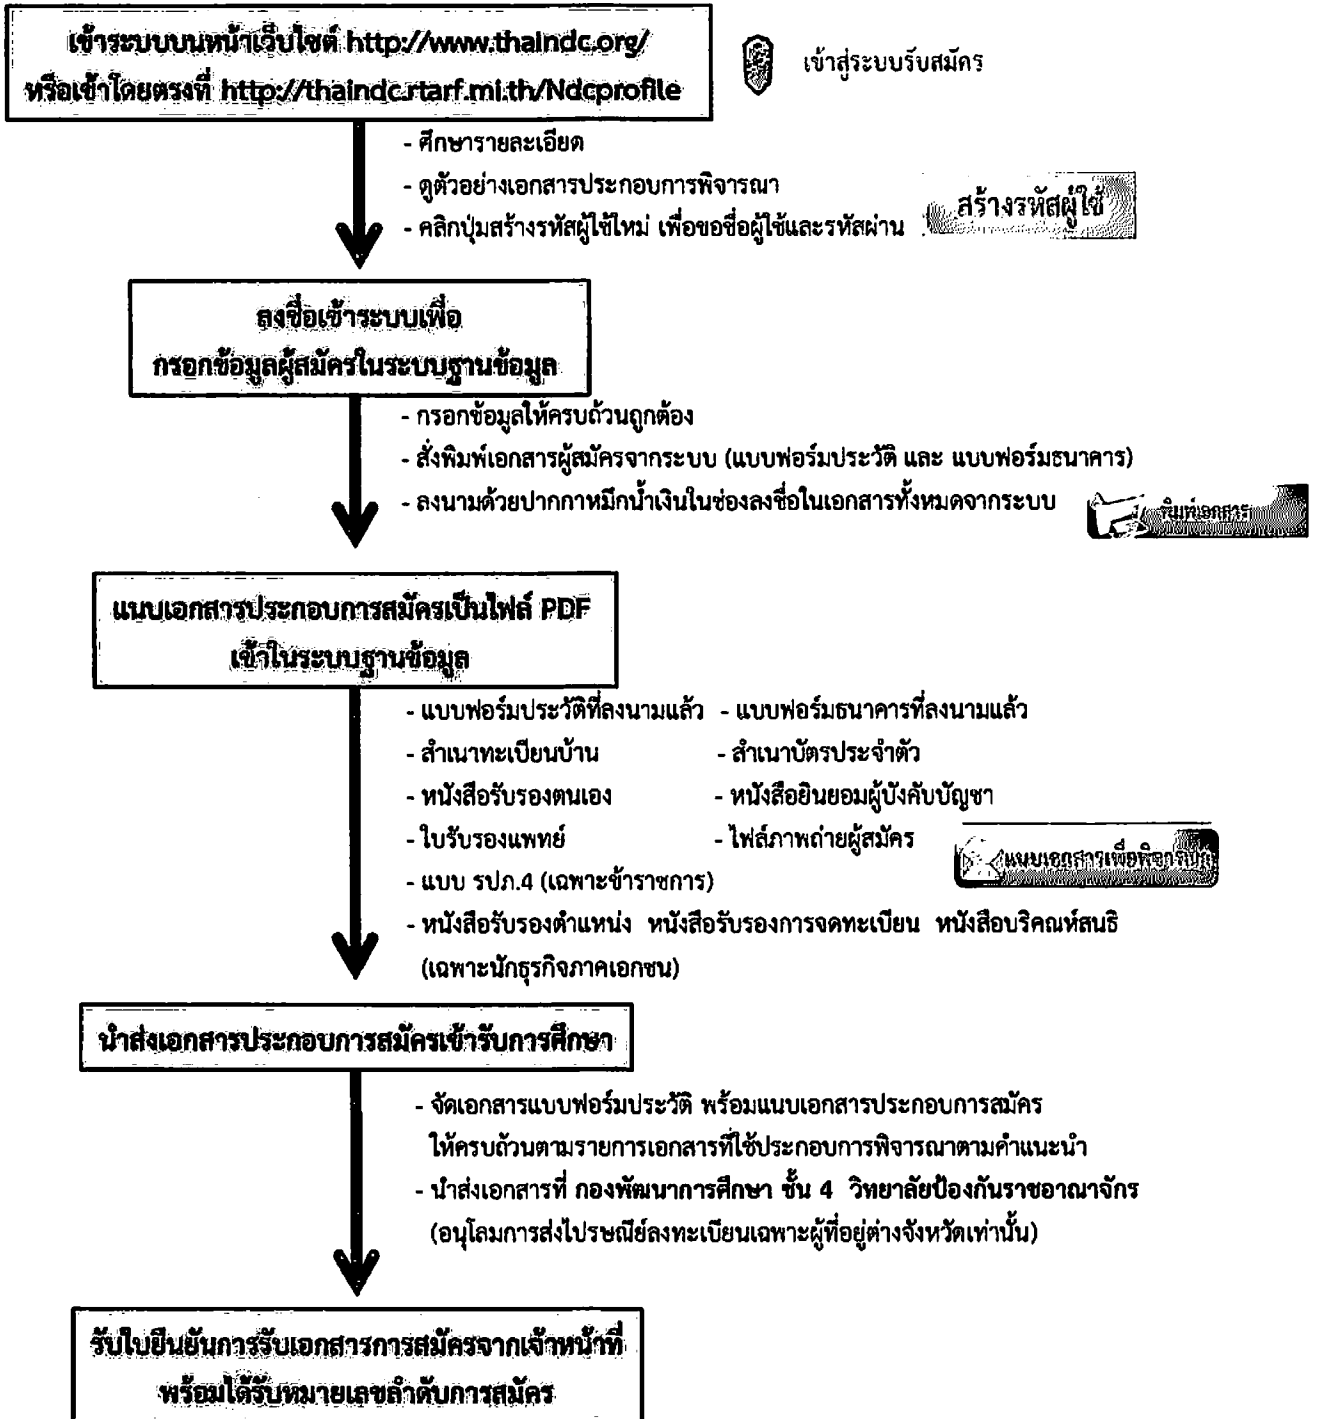 เข้าระบบบนหน้าเว็บไซต์ http://www.thaindc.org/
หรือเข้าโดยตรงที่ http://thaindc.rtarf.mi.th/Ndcprofile
เข้าสู่ระบบรับสมัคร
- ศึกษารายละเอียด
- ดูตัวอย่างเอกสารประกอบการพิจารณา
- คลิกปุ่มสร้างรหัสผู้ใช้ใหม่ เพื่อขอชื่อผู้ใช้และรหัสผ่าน
สร้างรหัสผู้ใช้
ลงชื่อเข้าระบบเพื่อ
กรอกข้อมูลผู้สมัครในระบบฐานข้อมูล
- กรอกข้อมูลให้ครบถ้วนถูกต้อง
- สั่งพิมพ์เอกสารผู้สมัครจากระบบ (แบบฟอร์มประวัติ และ แบบฟอร์มธนาคาร)
- ลงนามด้วยปากกาหมึกน้ำเงินในช่องลงชื่อในเอกสารทั้งหมดจากระบบ
พิมพ์เอกสาร
แนบเอกสารประกอบการสมัครเป็นไฟล์ PDF
เข้าในระบบฐานข้อมูล
- แบบฟอร์มประวัติที่ลงนามแล้ว - แบบฟอร์มธนาคารที่ลงนามแล้ว
- สำเนาทะเบียนบ้าน - สำเนาบัตรประจำตัว
- หนังสือรับรองตนเอง - หนังสือยินยอมผู้บังคับบัญชา
- ใบรับรองแพทย์ - ไฟล์ภาพถ่ายผู้สมัคร
แนบเอกสารเพื่อพิจารณา
- แบบ รปภ.4 (เฉพาะข้าราชการ)
- หนังสือรับรองตำแหน่ง หนังสือรับรองการจดทะเบียน หนังสือบริคณห์สนธิ
(เฉพาะนักธุรกิจภาคเอกชน)
นำส่งเอกสารประกอบการสมัครเข้ารับการศึกษา
- จัดเอกสารแบบฟอร์มประวัติ พร้อมแนบเอกสารประกอบการสมัคร
ให้ครบถ้วนตามรายการเอกสารที่ใช้ประกอบการพิจารณาตามคำแนะนำ
- นำส่งเอกสารที่ กองพัฒนาการศึกษา ชั้น 4 วิทยาลัยป้องกันราชอาณาจักร
(อนุโลมการส่งไปรษณีย์ลงทะเบียนเฉพาะผู้ที่อยู่ต่างจังหวัดเท่านั้น)
รับใบยืนยันการรับเอกสารการสมัครจากเจ้าหน้าที่
พร้อมได้รับหมายเลขลำดับการสมัคร